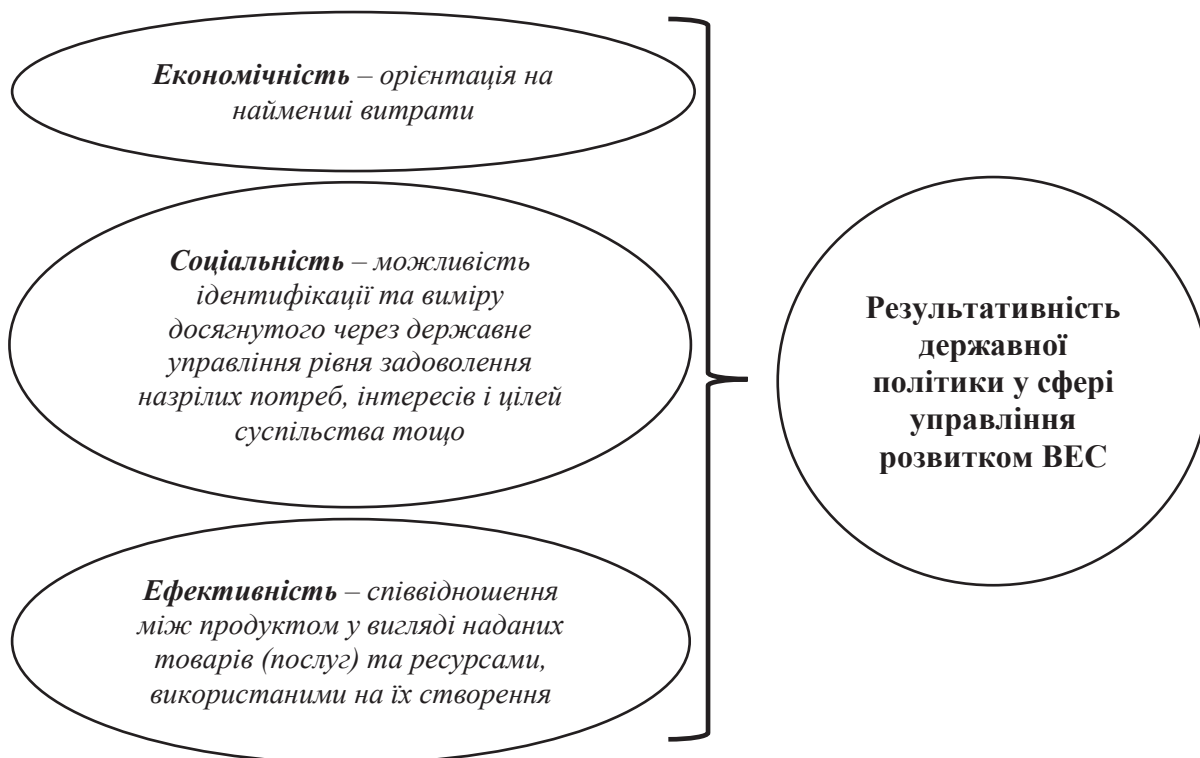 Економічність – орієнтація на
найменші витрати
Соціальність – можливість
ідентифікації та виміру
досягнутого через державне
управління рівня задоволення
назрілих потреб, інтересів і цілей
суспільства тощо
Ефективність – співвідношення
між продуктом у вигляді наданих
товарів (послуг) та ресурсами,
використаними на їх створення
Результативність
державної
політики у сфері
управління
розвитком ВЕС